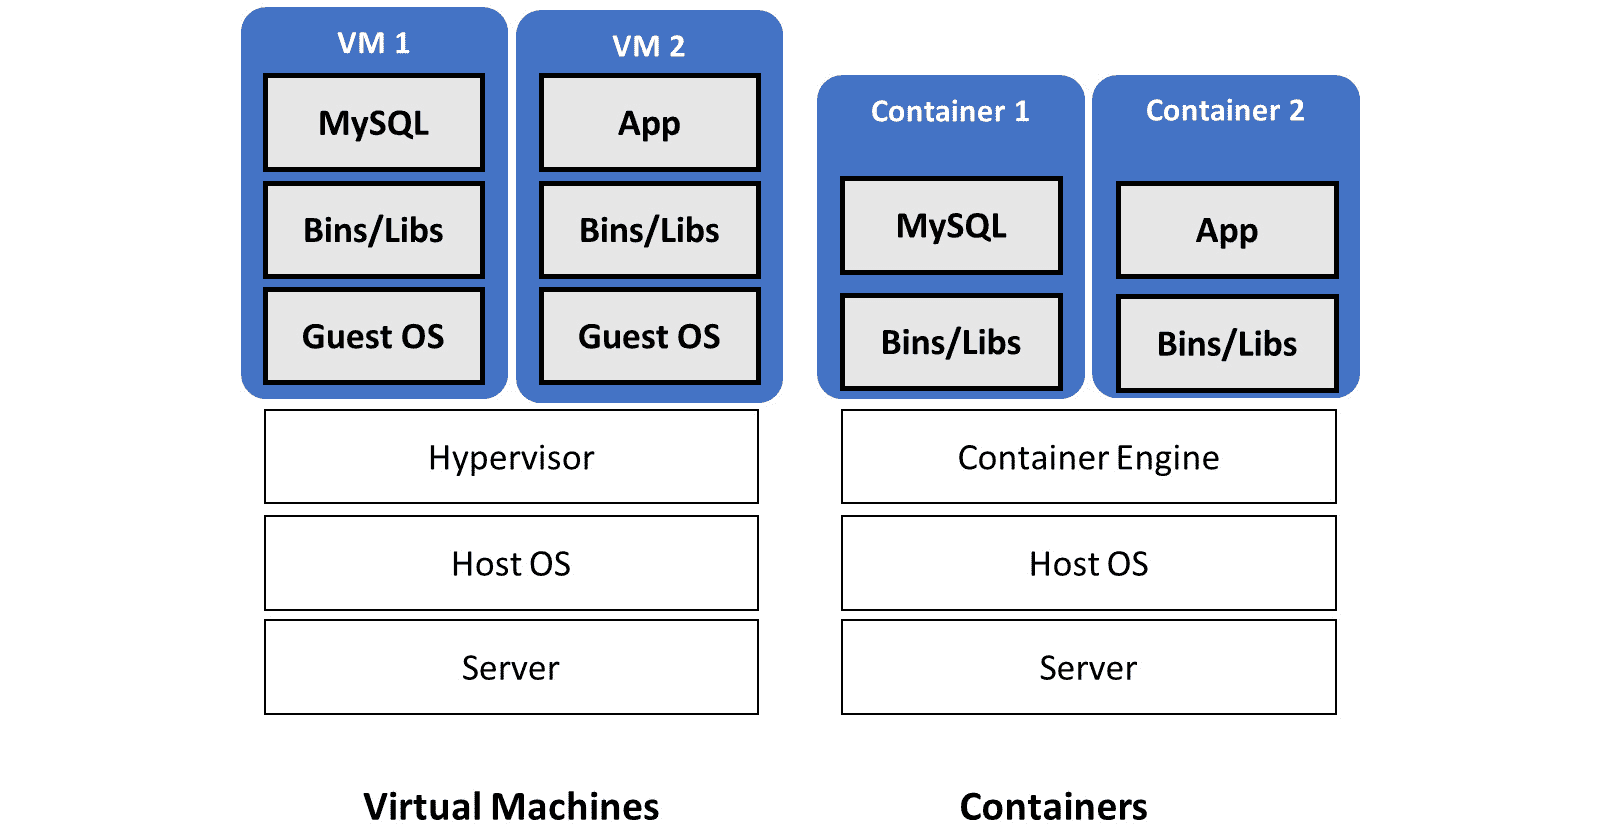 VM 1
MySQL
Bins/Libs
Guest OS
VM 2
App
Bins/Libs
Guest OS
Hypervisor
Host OS
Server
Virtual Machines
Container 1
MySQL
Bins/Libs
Container 2
App
Bins/Libs
Container Engine
Host OS
Server
Containers